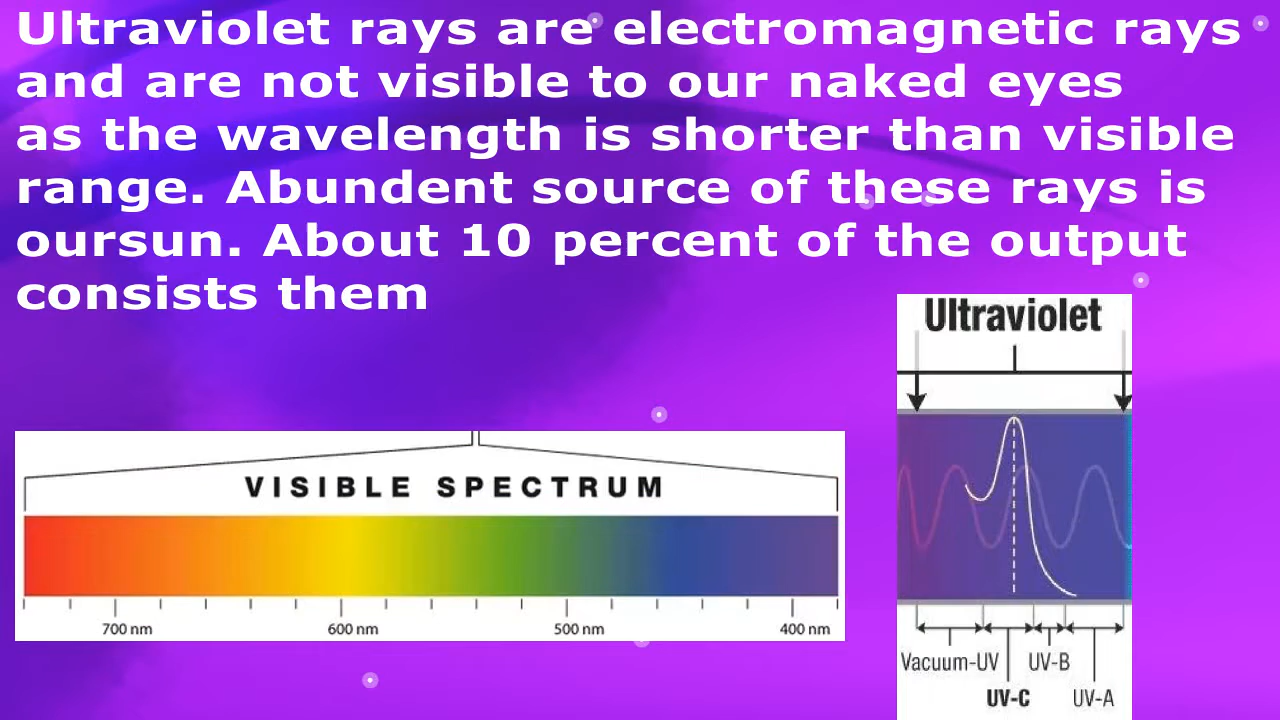 Ultraviolet rays are electromagnetic rays
and are not visible to our naked eyes
as the wavelength is shorter than visible
range. Abundent source of these rays is
oursun. About 10 percent of the output
consists them
Ultraviolet
VISIBLE SPECTRUM
700 nm 600 nm 500 nm 400 nm
Vacuum-UV UV-B
UV-C UV-A